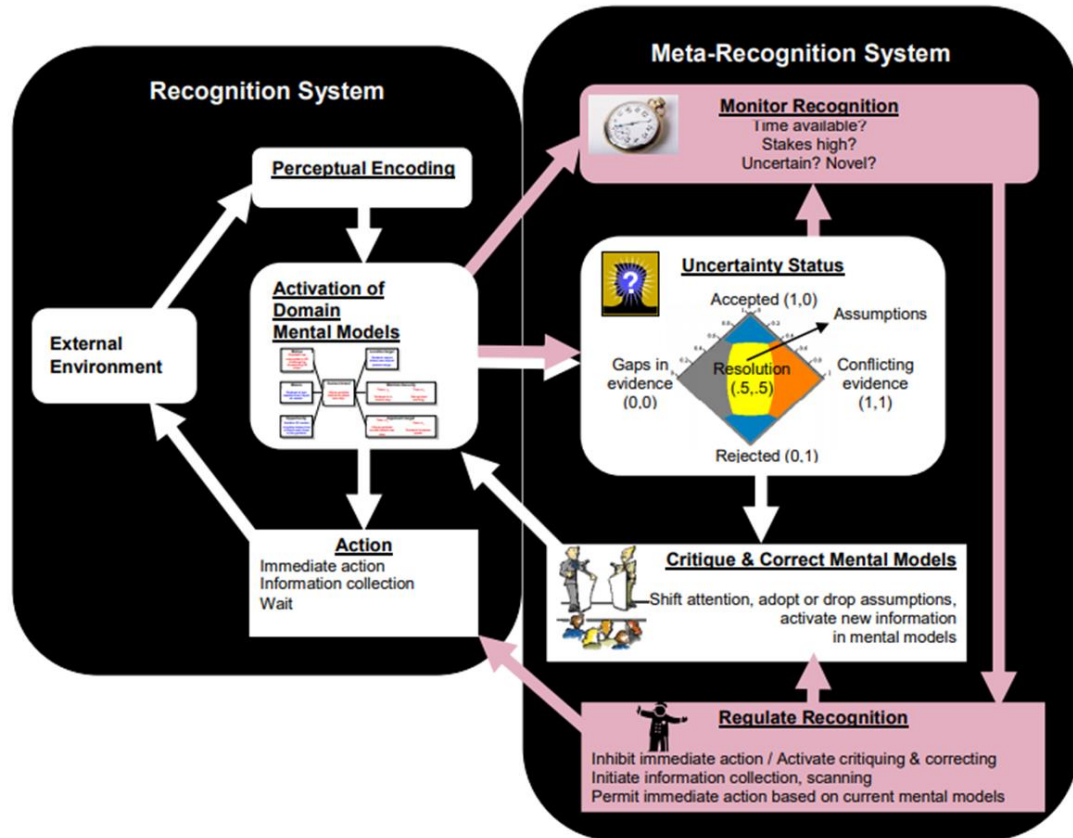 Recognition System
Perceptual Encoding
Activation of
Domain
Mental Models
External
Environment
Action
Immediate action
Information collection
Wait
Meta-Recognition System
Monitor Recognition
Time available?
Stakes high?
Uncertain? Novel?
?
Uncertainty Status
Accepted (1,0)
Assumptions
Gaps in
evidence
(0,0)
Resolution
(.5,.5)
Conflicting
evidence
(1,1)
Rejected (0,1)
Critique & Correct Mental Models
Shift attention, adopt or drop assumptions,
activate new information
in mental models
Regulate Recognition
Inhibit immediate action / Activate critiquing & correcting
Initiate information collection, scanning
Permit immediate action based on current mental models